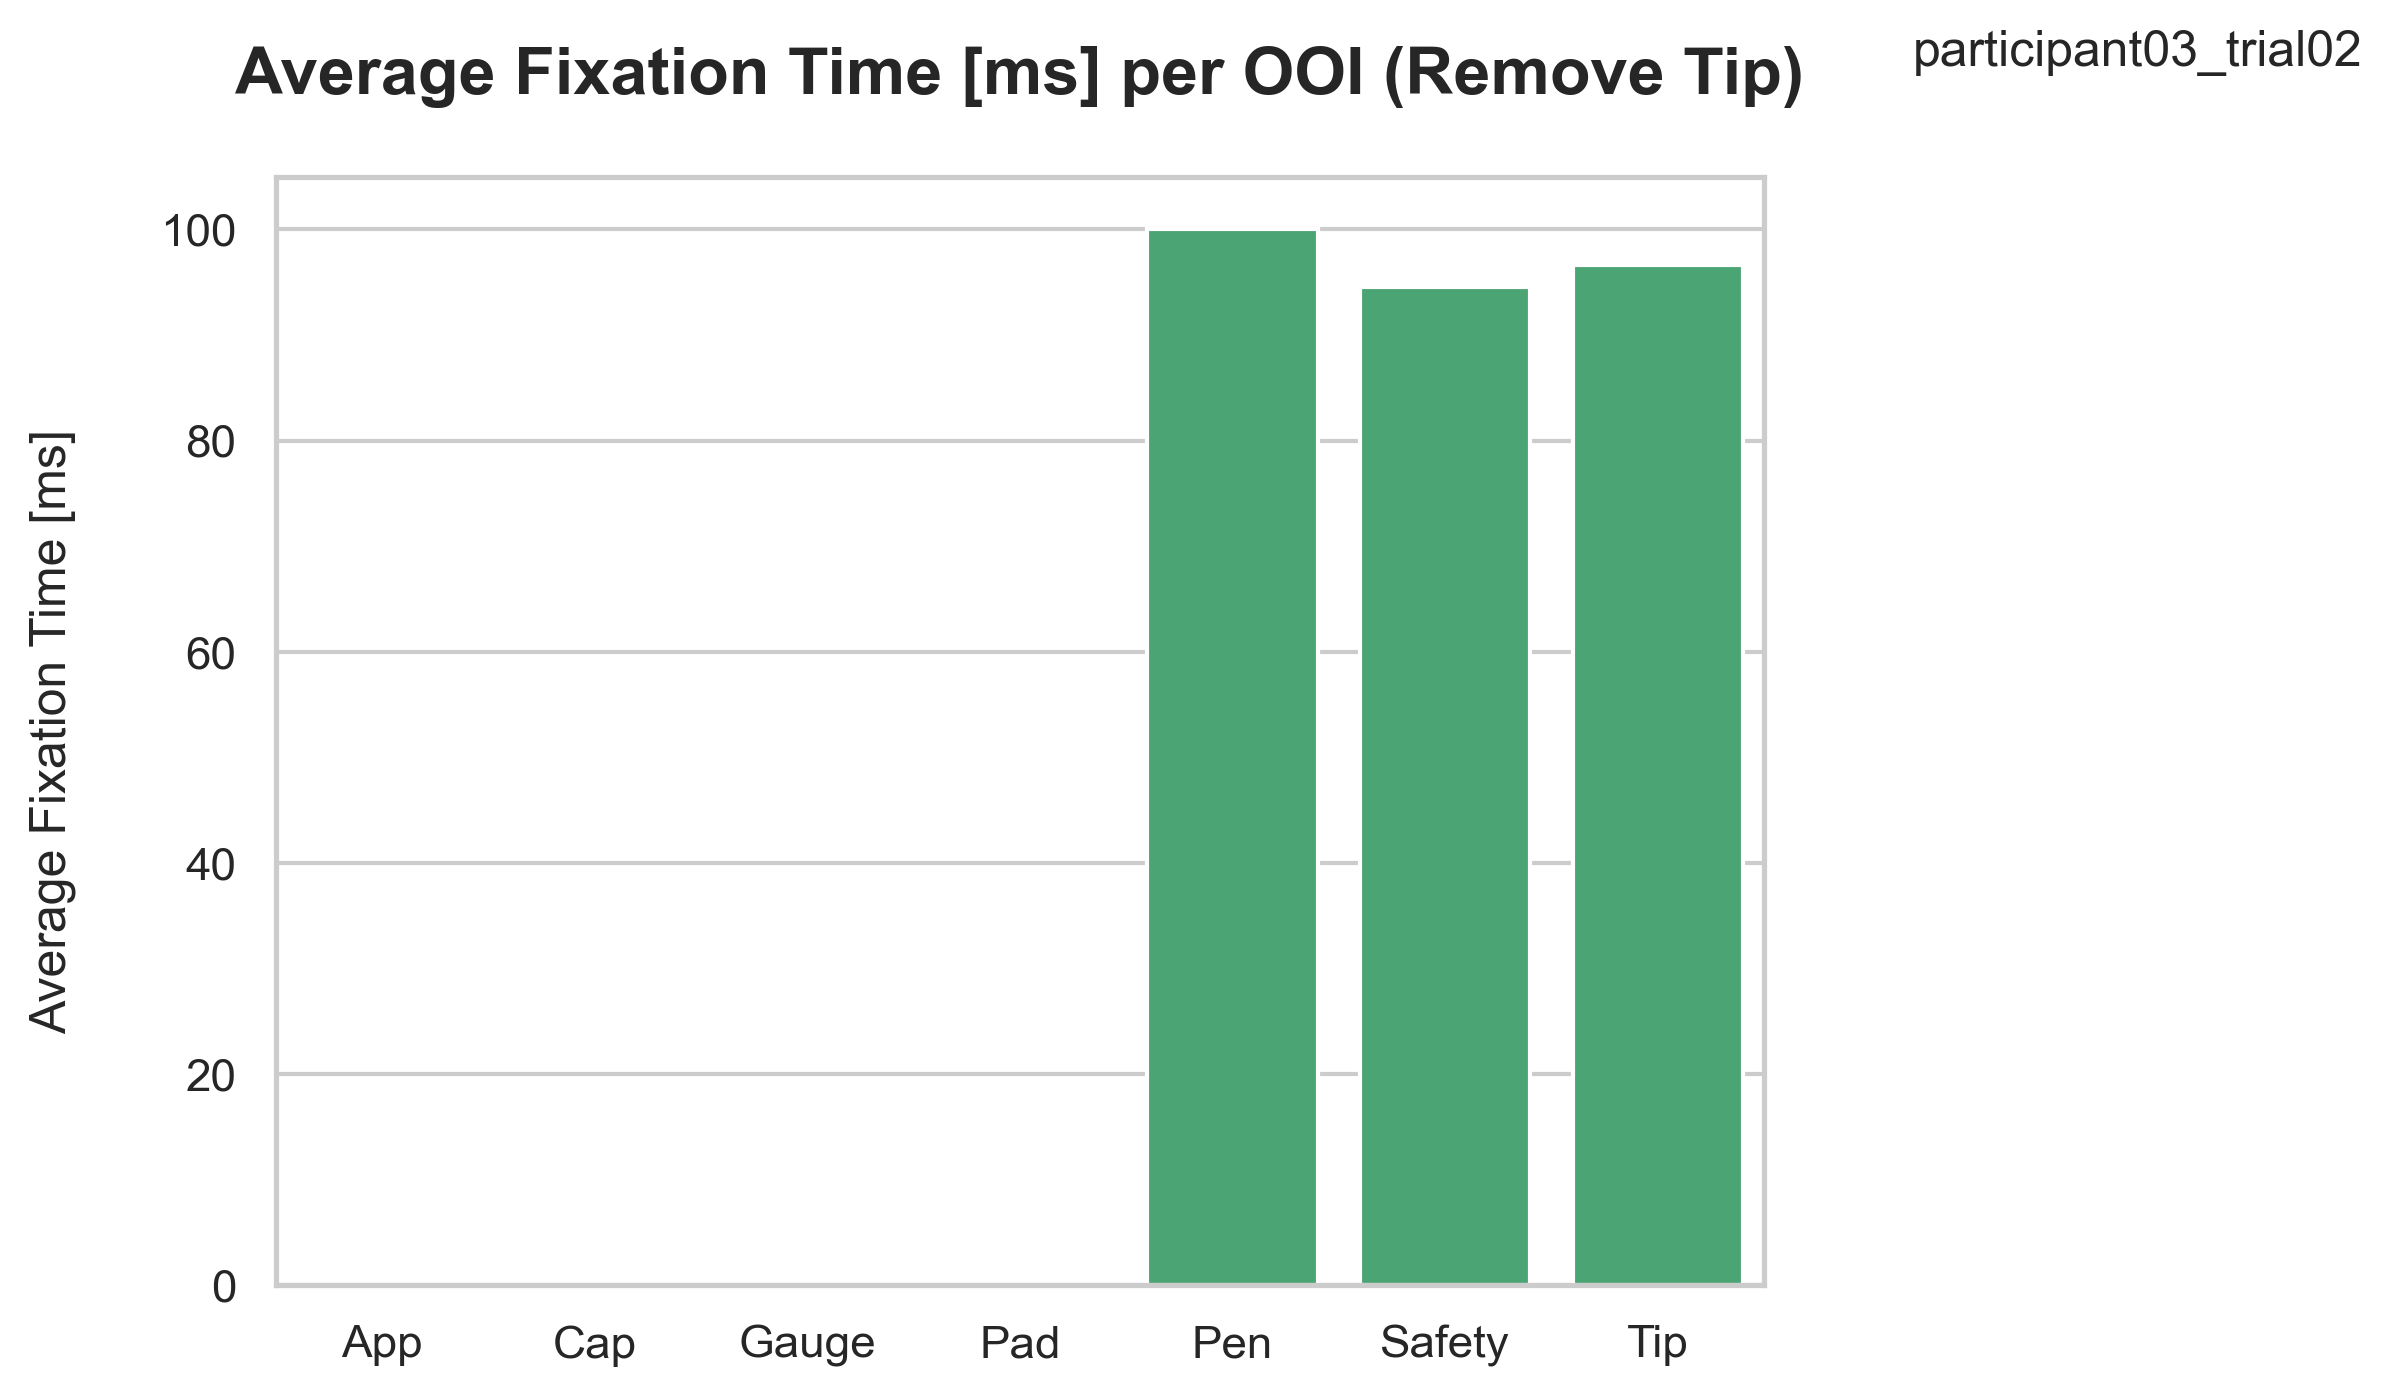 Average Fixation Time [ms] per OOI (Remove Tip)
participant03_trial02
Average Fixation Time [ms]
100
80
60
40
20
0
App Cap Gauge Pad Pen Safety Tip